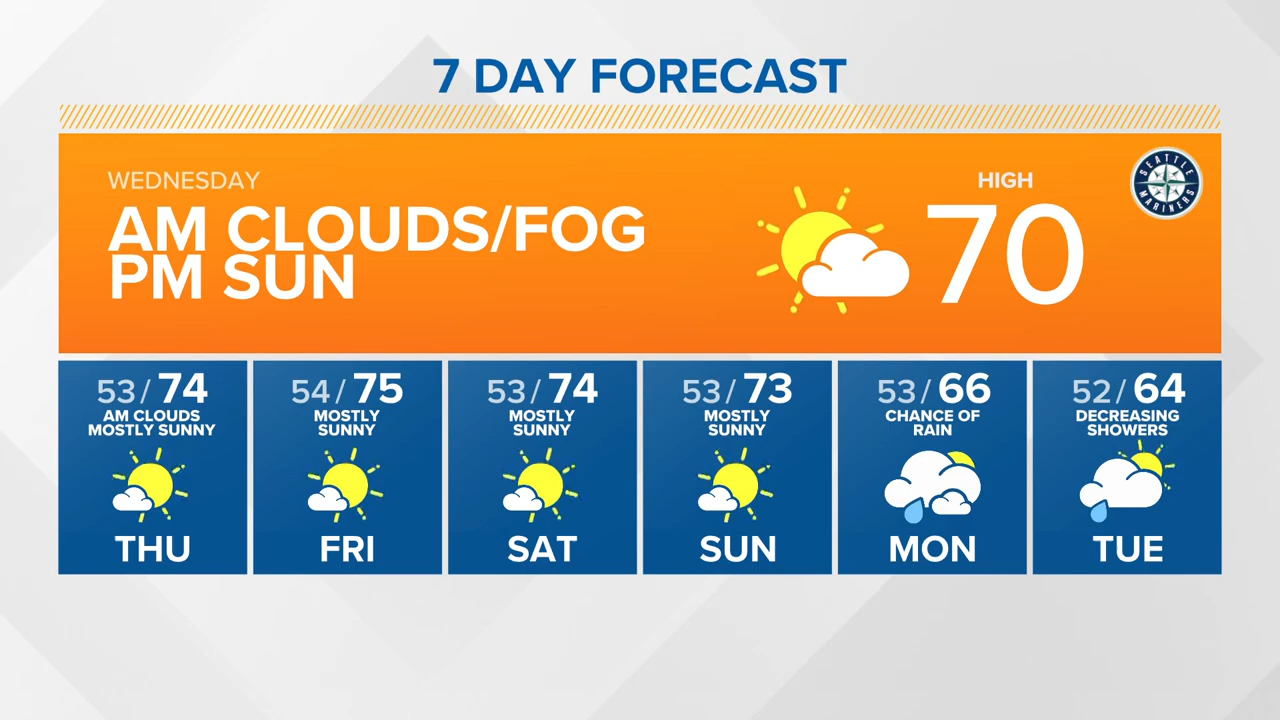 7 DAY FORECAST
WEDNESDAY
AM CLOUDS/FOG
PM SUN
HIGH
70
SEATTLE
MARINERS
53 / 74
AM CLOUDS
MOSTLY SUNNY
THU
54 / 75
MOSTLY
SUNNY
FRI
53 / 74
MOSTLY
SUNNY
SAT
53 / 73
MOSTLY
SUNNY
SUN
53 / 66
CHANCE OF
RAIN
MON
52 / 64
DECREASING
SHOWERS
TUE